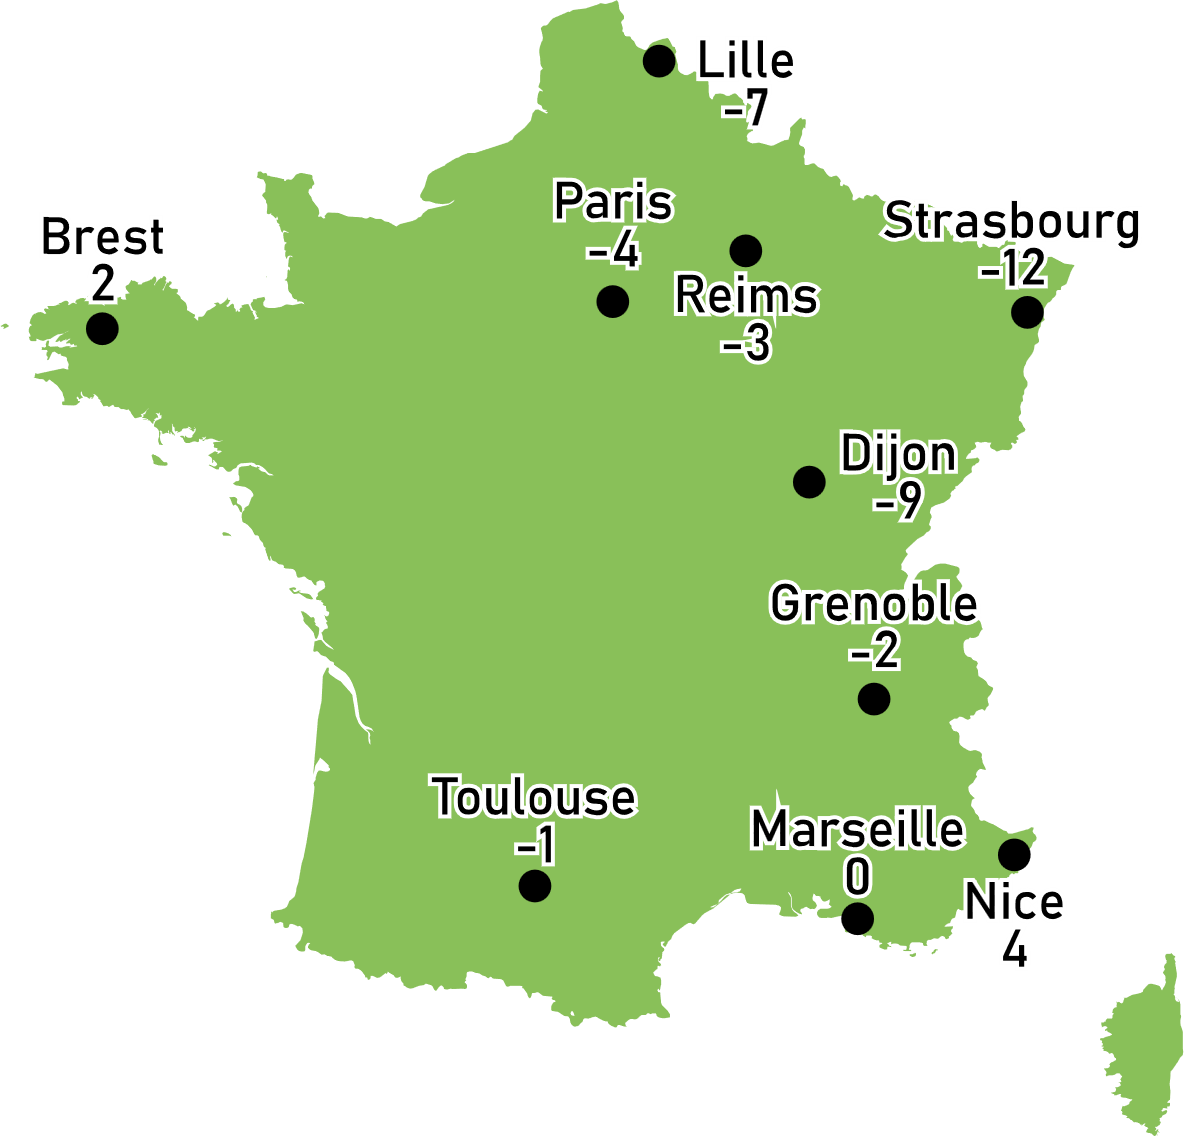 Lille
-7
Paris
-4
Strasbourg
-12
Brest
2
Reims
-3
Dijon
-9
Grenoble
-2
Toulouse
-1
Marseille
0
Nice
4